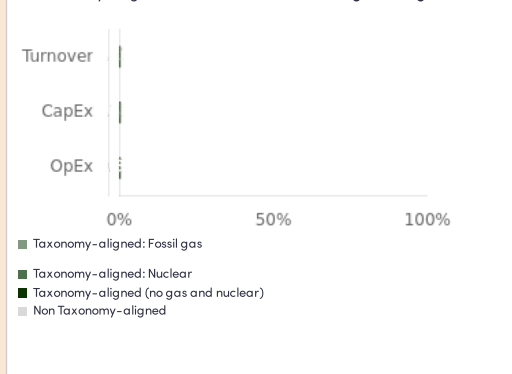 Turnover
CapEx
OpEx
0% 50% 100%
Taxonomy-aligned: Fossil gas
Taxonomy-aligned: Nuclear
Taxonomy-aligned (no gas and nuclear)
Non Taxonomy-aligned